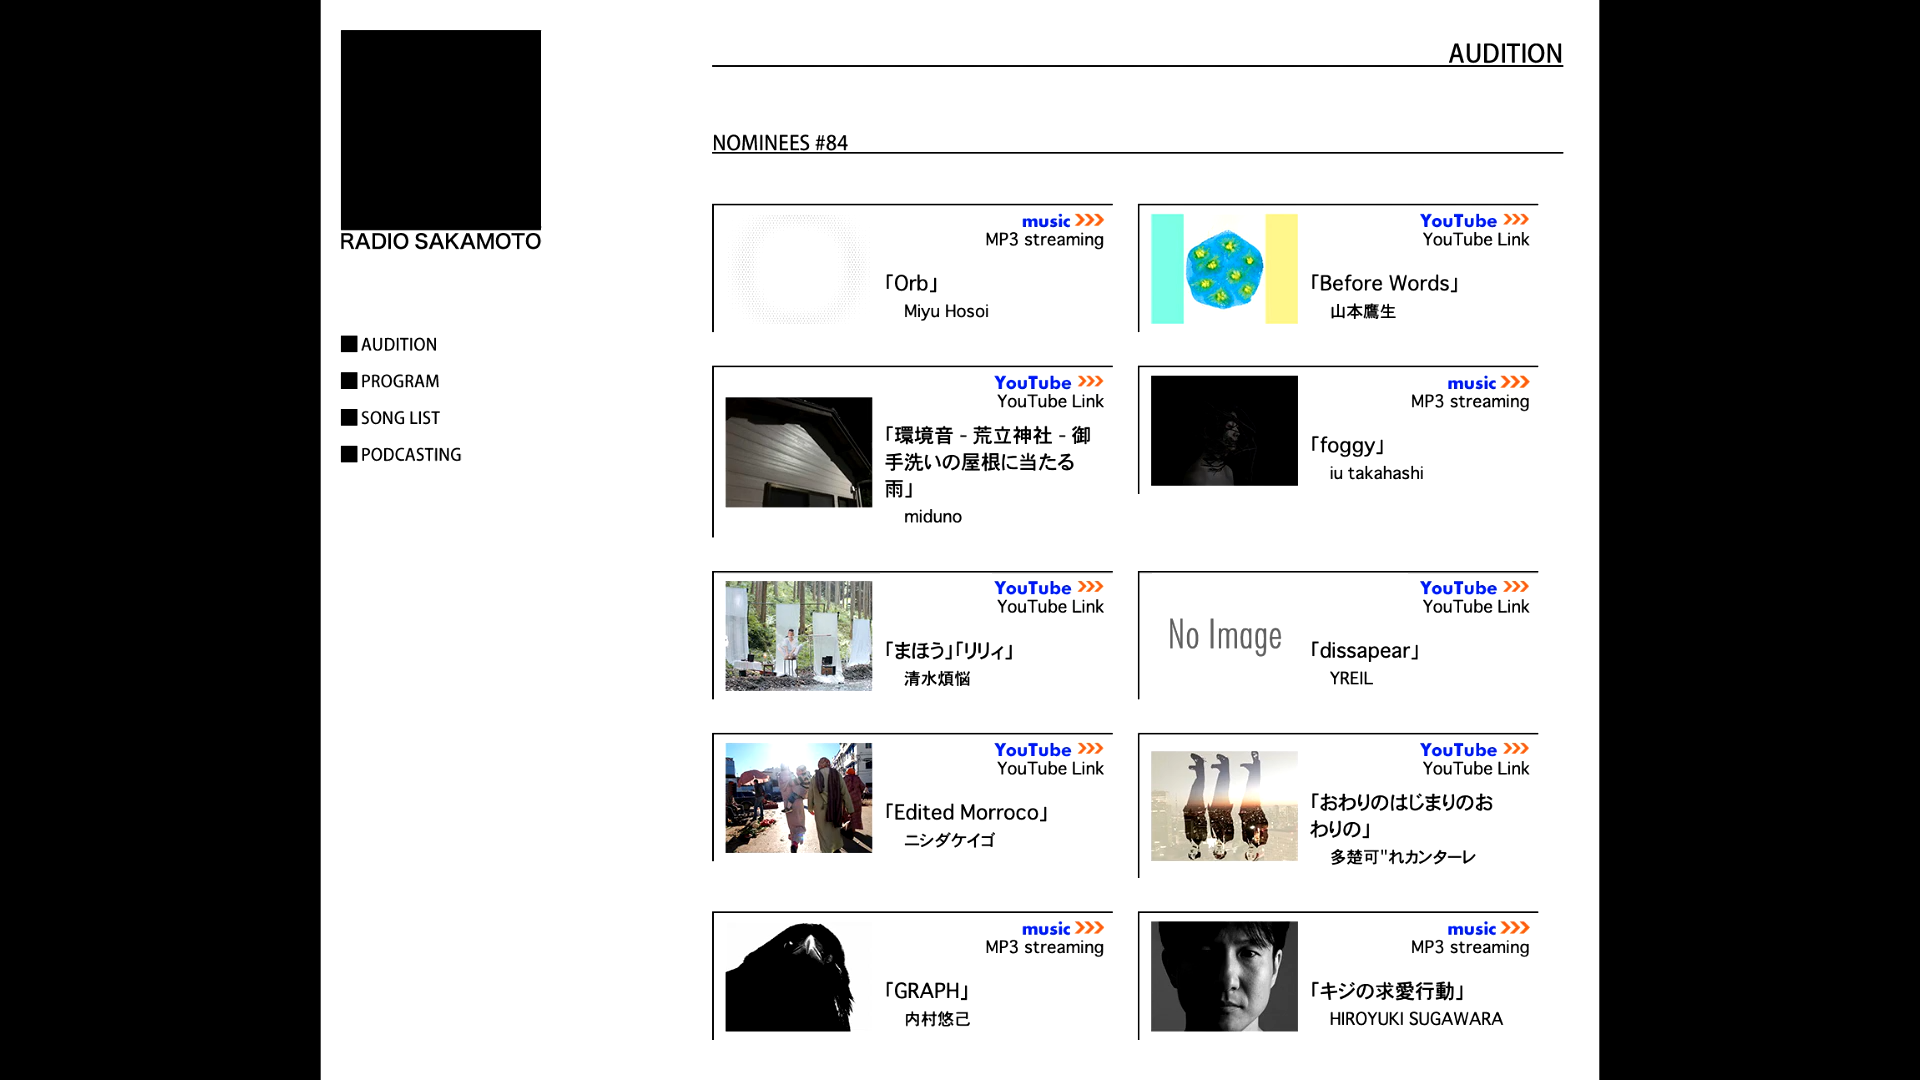 RADIO SAKAMOTO
AUDITION
PROGRAM
SONG LIST
PODCASTING
AUDITION
NOMINEES #84
music >>>
MP3 streaming
「Orb」
Miyu Hosoi
YouTube >>>
YouTube Link
「Before Words」
山本鷹生
YouTube >>>
YouTube Link
「環境音 - 荒立神社 - 御
手洗いの屋根に当たる
雨」
miduno
music >>>
MP3 streaming
「foggy」
iu takahashi
YouTube >>>
YouTube Link
「まほう」「リリィ」
清水煩悩
No Image
YouTube >>>
YouTube Link
「dissapear」
YREIL
YouTube >>>
YouTube Link
「Edited Morroco」
ニシダケイゴ
YouTube >>>
YouTube Link
「おわりのはじまりのお
わりの」
多楚可"れカンターレ
music >>>
MP3 streaming
「GRAPH」
内村悠己
music >>>
MP3 streaming
「キジの求愛行動」
HIROYUKI SUGAWARA